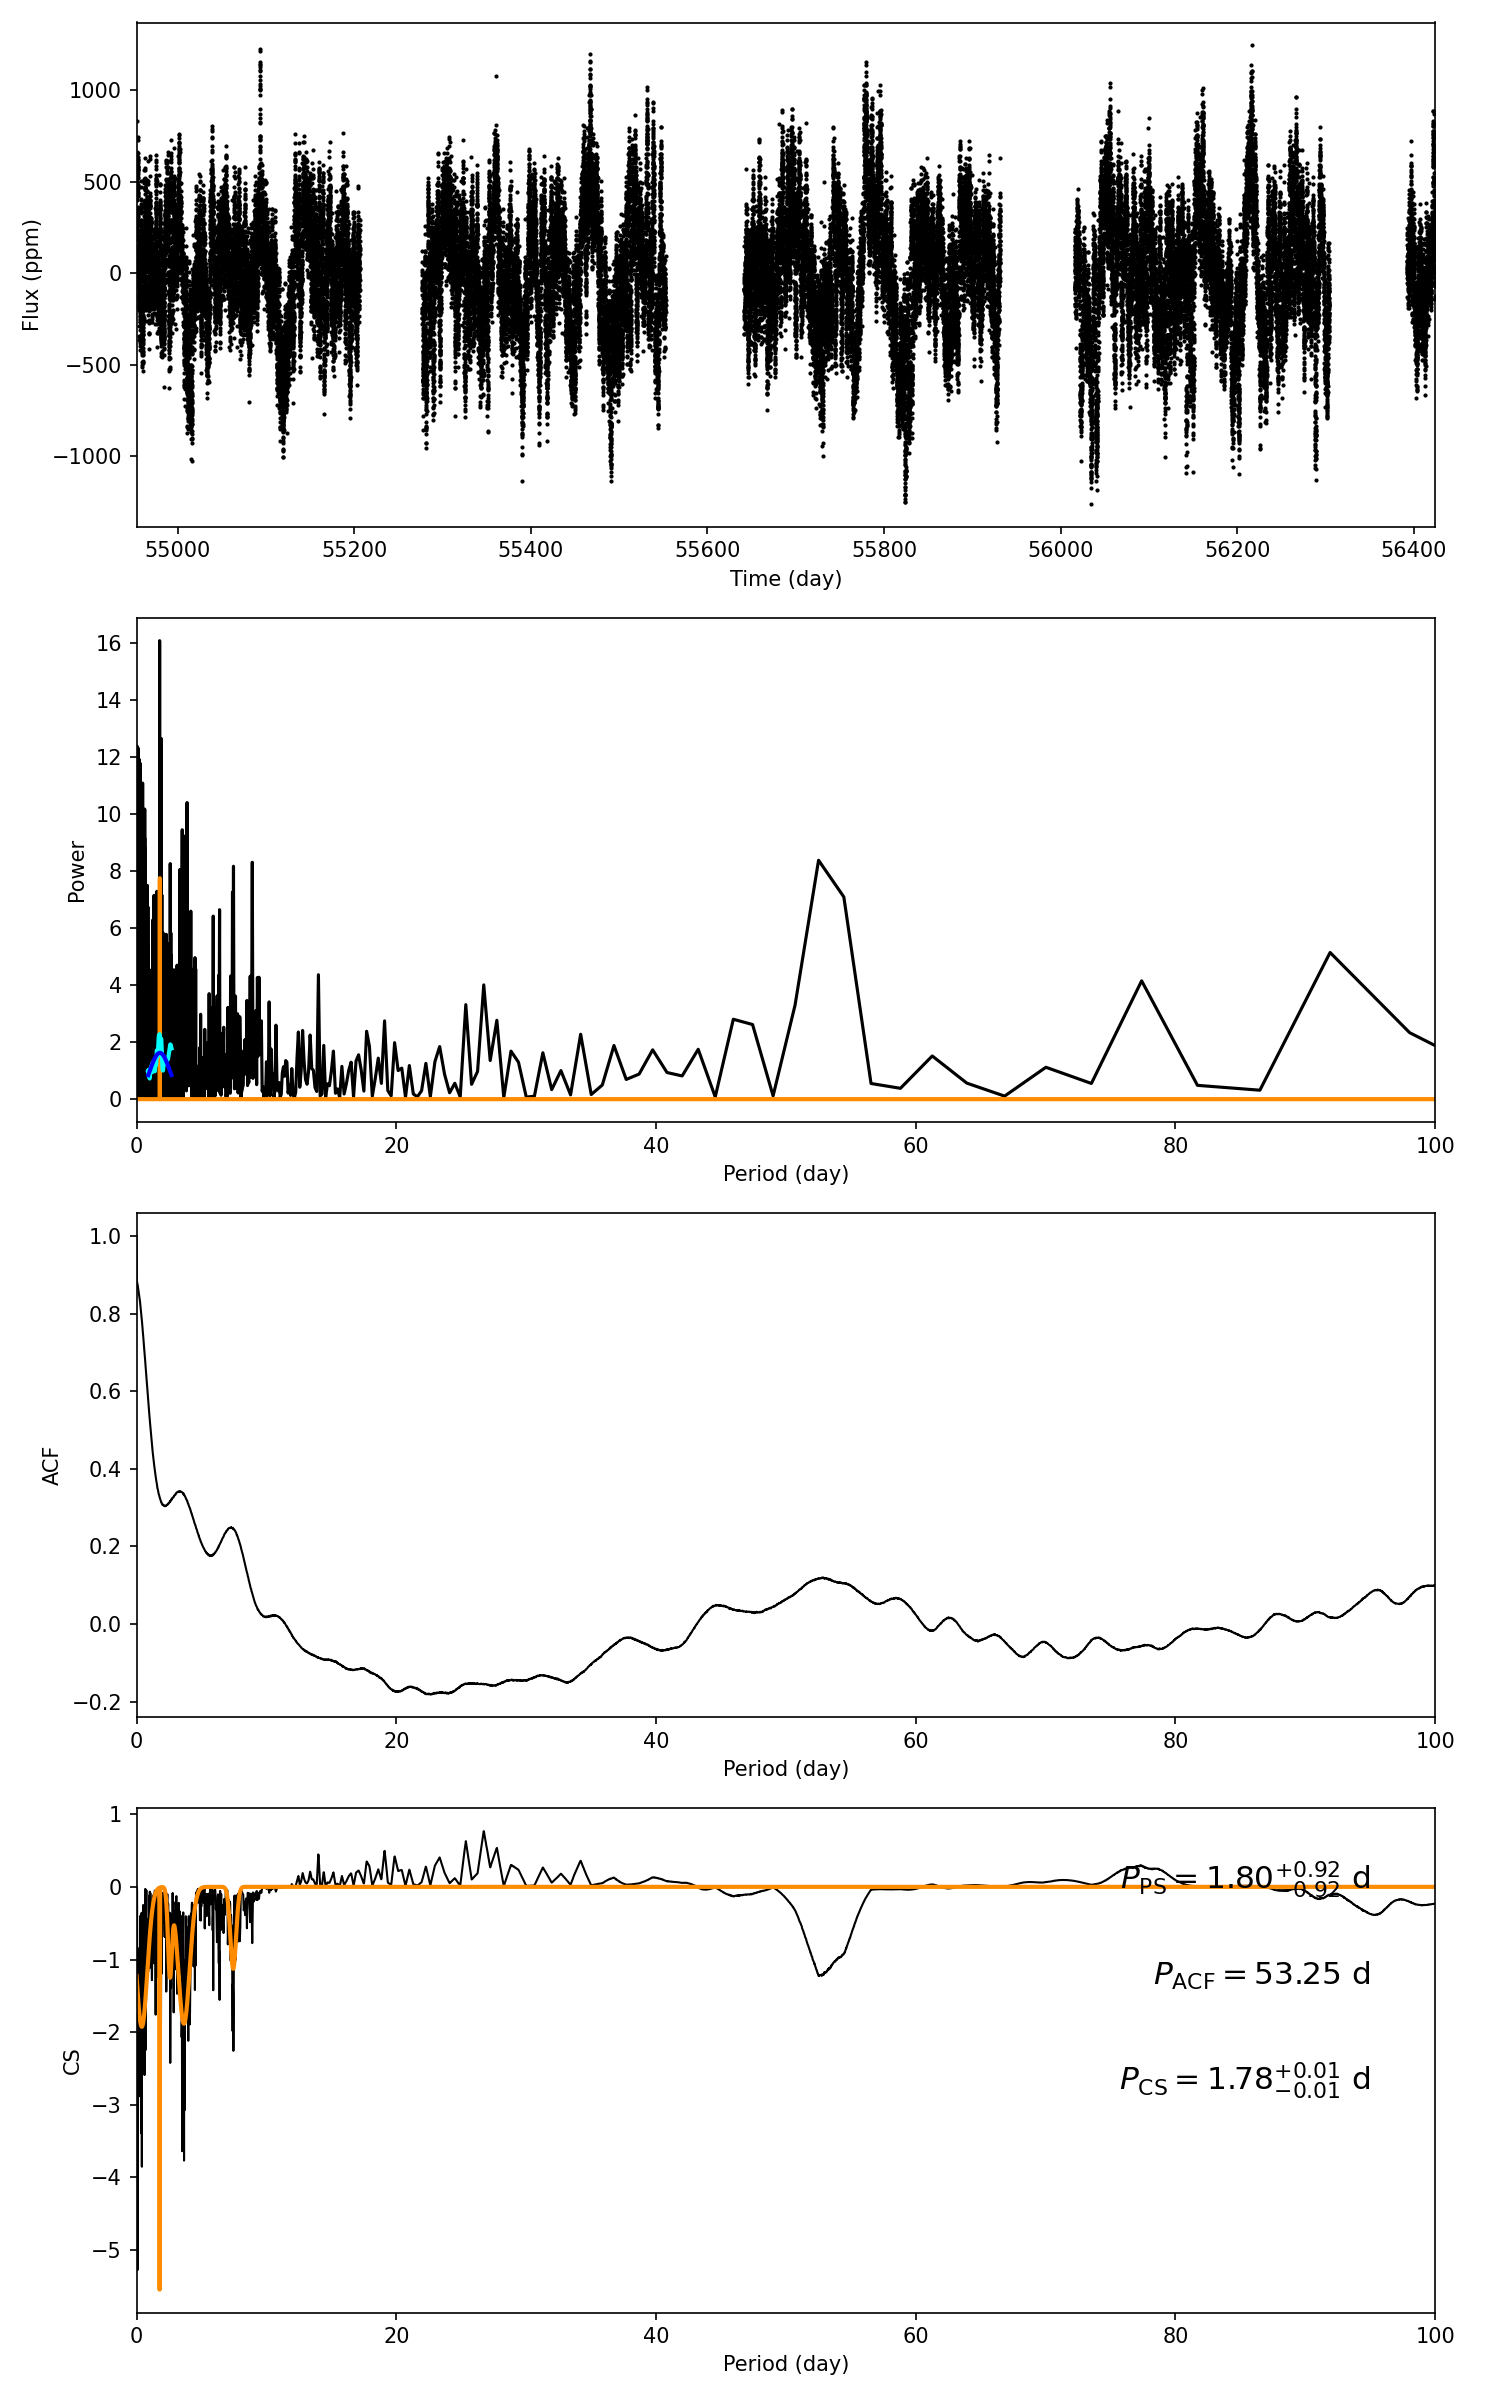 1000
500
0
−500
−1000
Flux (ppm)
55000 55200 55400 55600 55800 56000 56200 56400
Time (day)
16
14
12
10
8
6
4
2
0
Power
0 20 40 60 80 100
Period (day)
1.0
0.8
0.6
0.4
0.2
0.0
−0.2
ACF
0 20 40 60 80 100
Period (day)
1
0
−1
−2
−3
−4
−5
CS
P_PS = 1.80^{+0.92}_{−0.92} d
P_ACF = 53.25 d
P_CS = 1.78^{+0.01}_{−0.01} d
0 20 40 60 80 100
Period (day)